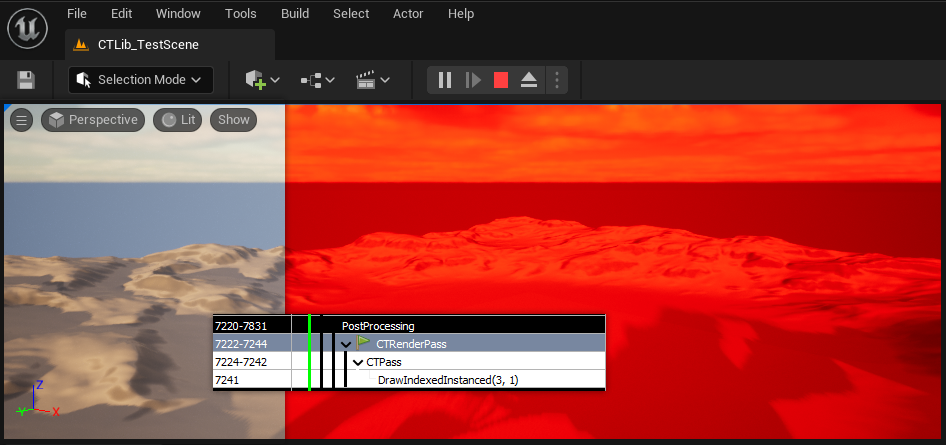 File Edit Window Tools Build Select Actor Help
CTLib_TestScene
Selection Mode
Perspective Lit Show
7220-7831 PostProcessing
7222-7244 CTRenderPass
7224-7242 CTPass
7241 DrawIndexedInstanced(3, 1)
Z
Y X